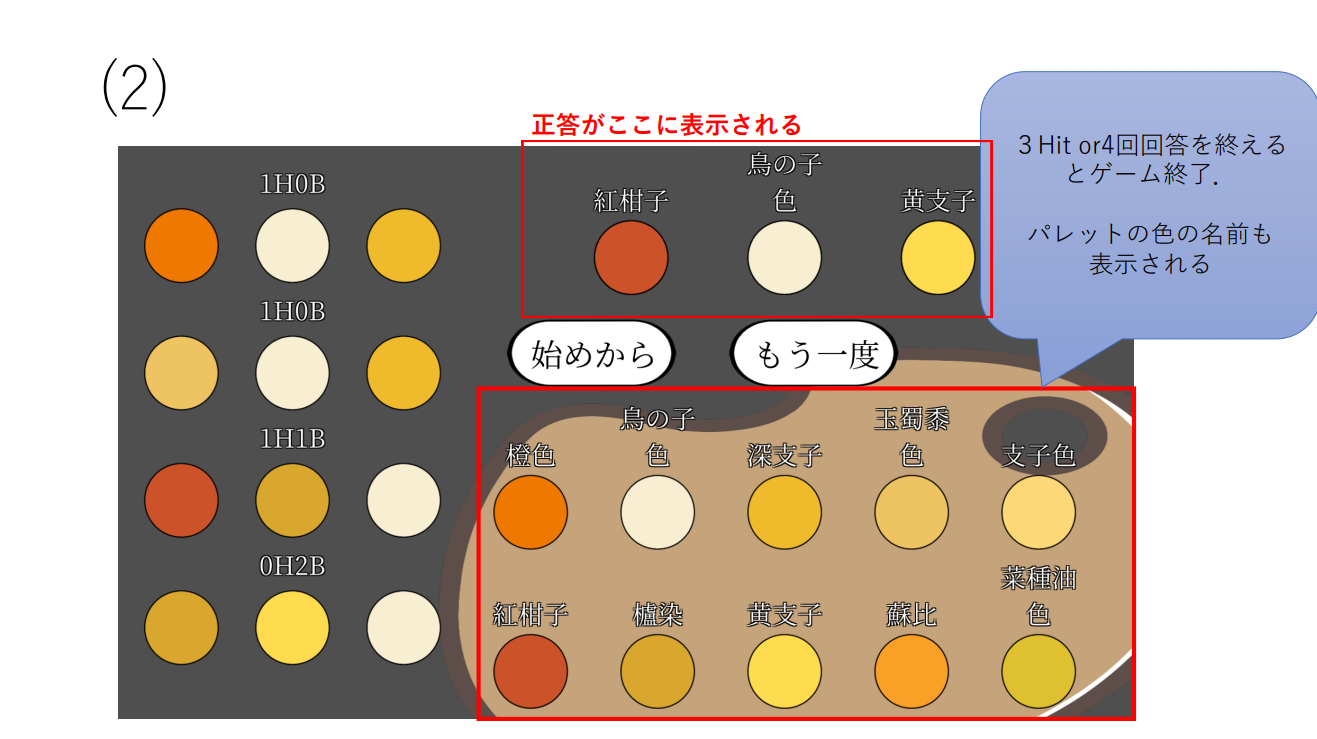 (2)
正答がここに表示される
3 Hit or4回回答を終える
とゲーム終了.
パレットの色の名前も
表示される
1H0B
1H0B
1H1B
0H2B
紅柑子
鳥の子
色
黄支子
始めから
もう一度
橙色
鳥の子
色
深支子
玉蜀黍
色
支子色
紅柑子
櫨染
黄支子
蘇比
菜種油
色